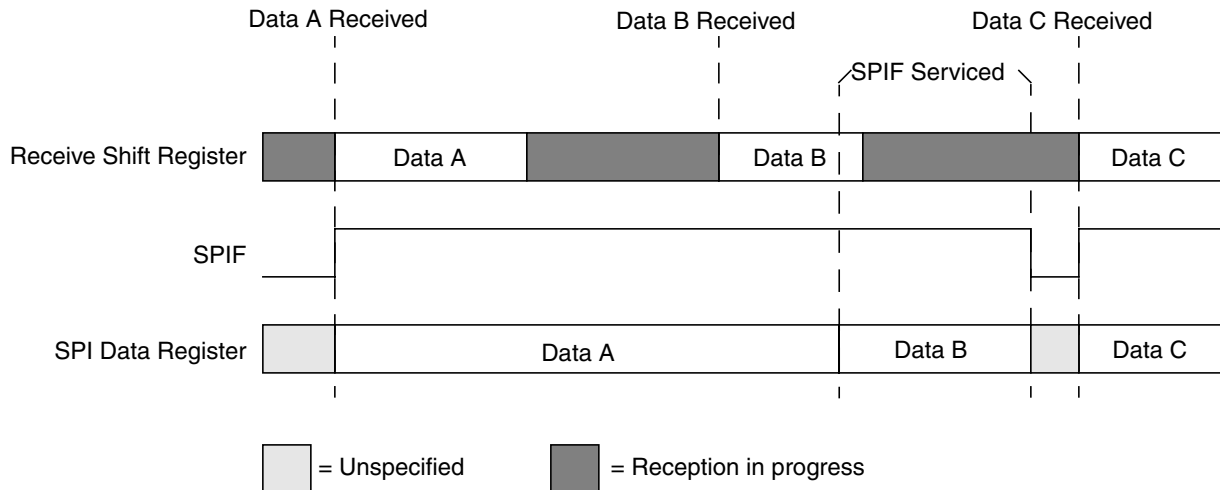 Data A Received
Data B Received
Data C Received
SPIF Serviced
Receive Shift Register
Data A
Data B
Data C
SPIF
SPI Data Register
Data A
Data B
Data C
= Unspecified
= Reception in progress